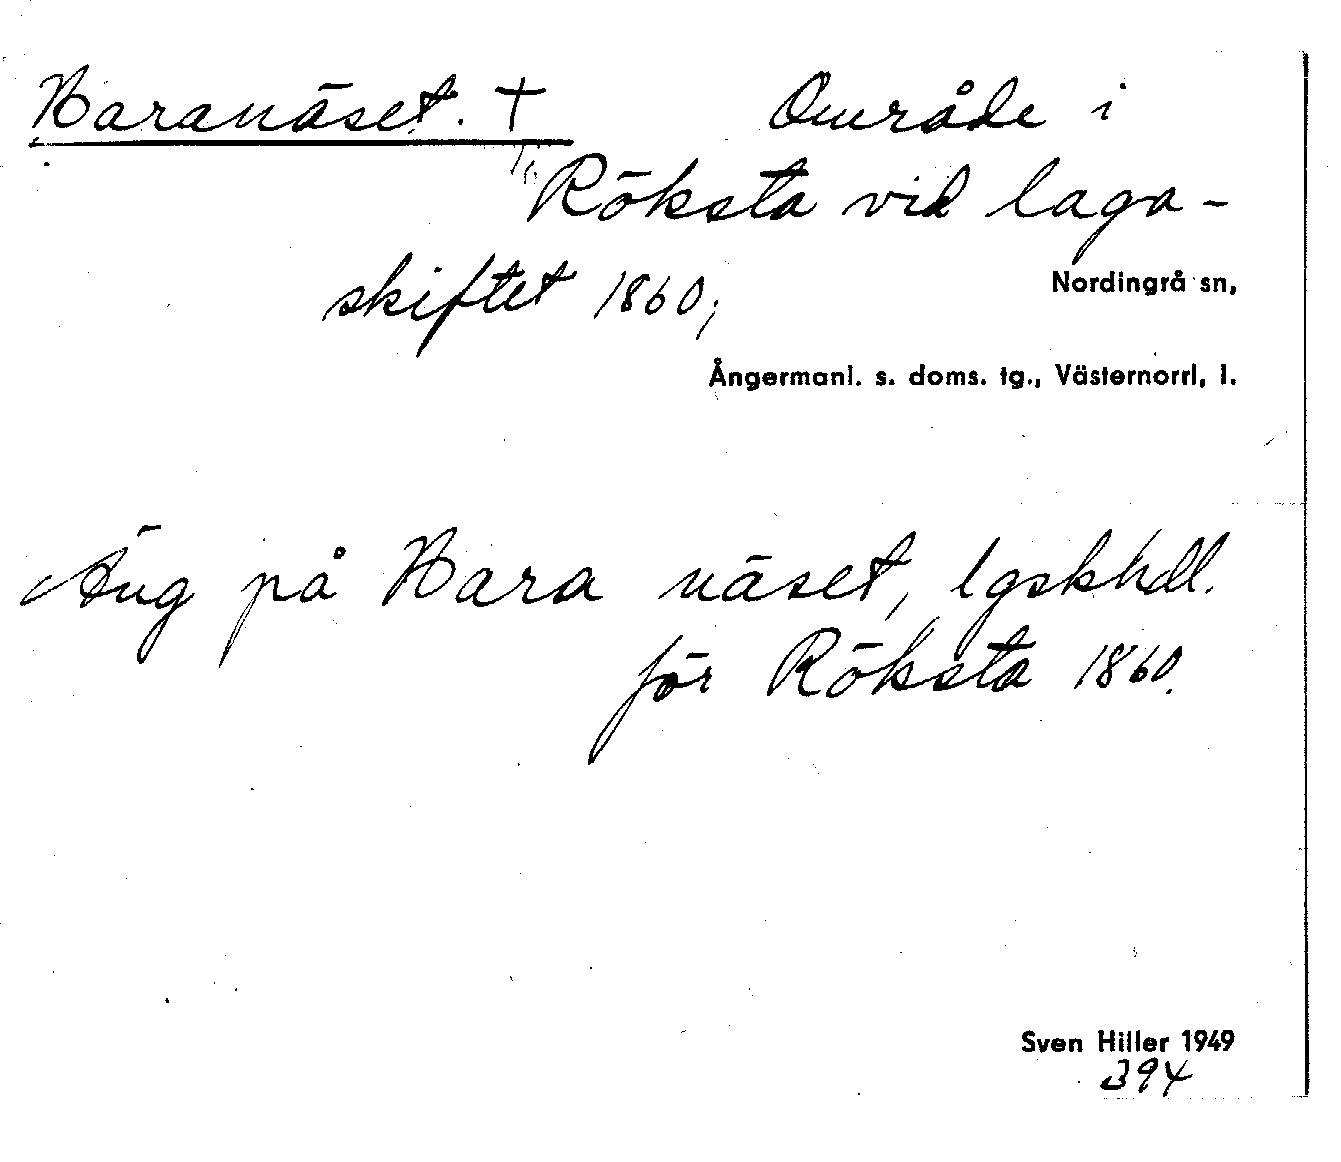 Baranäset. † Område i
Röksta vid laga-
skiftet 1860;
Nordingrå sn,
Ångermanl. s. doms. tg., Västernorrl, l.
Äng på Bara näset, lgskhdl.
för Röksta 1860.
Sven Hiller 1949
394